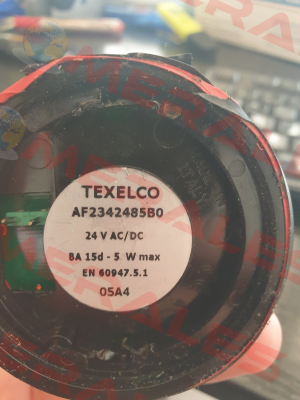 TEXELCO
AF2342485B0
24 V AC/DC
BA 15d - 5 W max
EN 60947.5.1
05A4